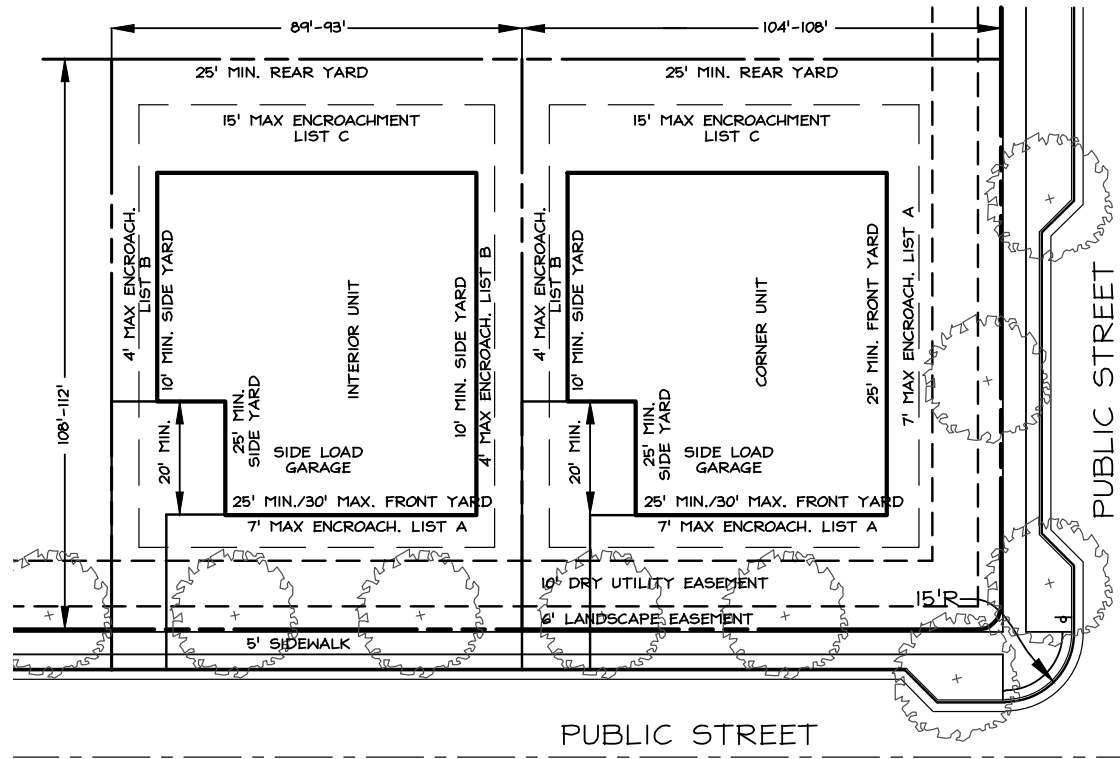 89'-93'
104'-108'
25' MIN. REAR YARD
25' MIN. REAR YARD
15' MAX ENCROACHMENT
LIST C
15' MAX ENCROACHMENT
LIST C
108'-112'
4' MAX ENCROACH.
LIST B
10' MIN. SIDE YARD
INTERIOR UNIT
10' MIN. SIDE YARD
4' MAX ENCROACH. LIST B
20' MIN.
25' MIN.
SIDE YARD
SIDE LOAD
GARAGE
25' MIN./30' MAX. FRONT YARD
7' MAX ENCROACH. LIST A
4' MAX ENCROACH.
LIST B
10' MIN. SIDE YARD
CORNER UNIT
25' MIN. FRONT YARD
7' MAX ENCROACH. LIST A
20' MIN.
25' MIN.
SIDE YARD
SIDE LOAD
GARAGE
25' MIN./30' MAX. FRONT YARD
7' MAX ENCROACH. LIST A
PUBLIC STREET
10' DRY UTILITY EASEMENT
15'R
6' LANDSCAPE EASEMENT
5' SIDEWALK
PUBLIC STREET